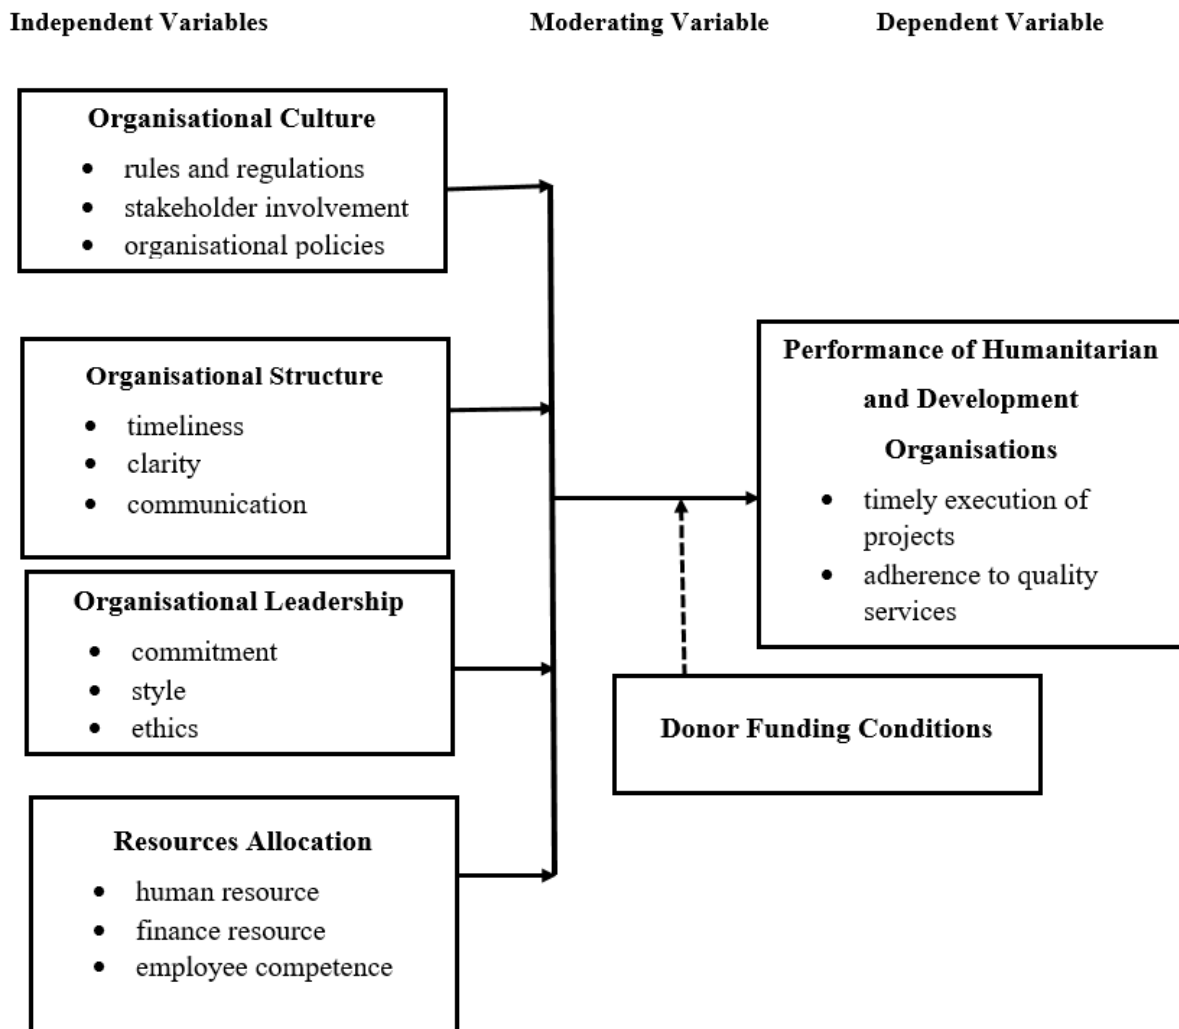 Independent Variables
Moderating Variable
Dependent Variable
Organisational Culture
• rules and regulations
• stakeholder involvement
• organisational policies
Organisational Structure
• timeliness
• clarity
• communication
Organisational Leadership
• commitment
• style
• ethics
Resources Allocation
• human resource
• finance resource
• employee competence
Donor Funding Conditions
Performance of Humanitarian
and Development
Organisations
• timely execution of
projects
• adherence to quality
services